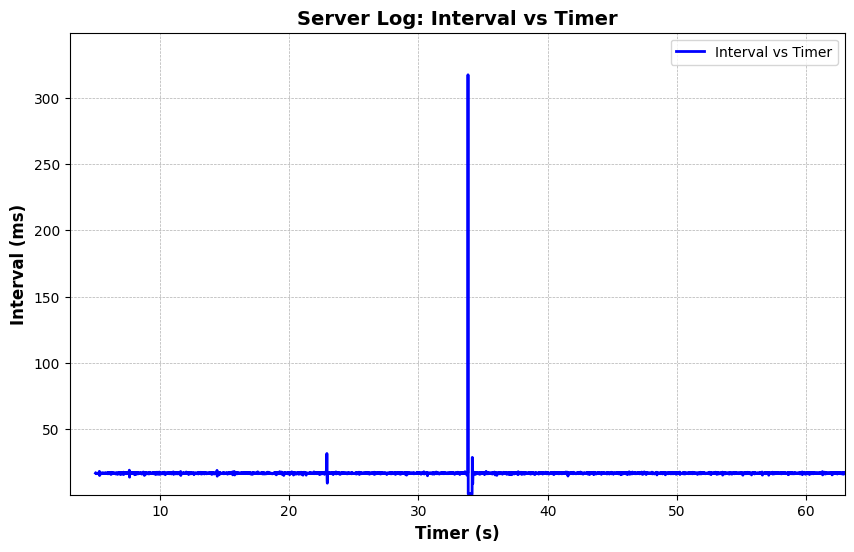 Server Log: Interval vs Timer
Interval vs Timer
300
250
200
150
100
50
Interval (ms)
10 20 30 40 50 60
Timer (s)